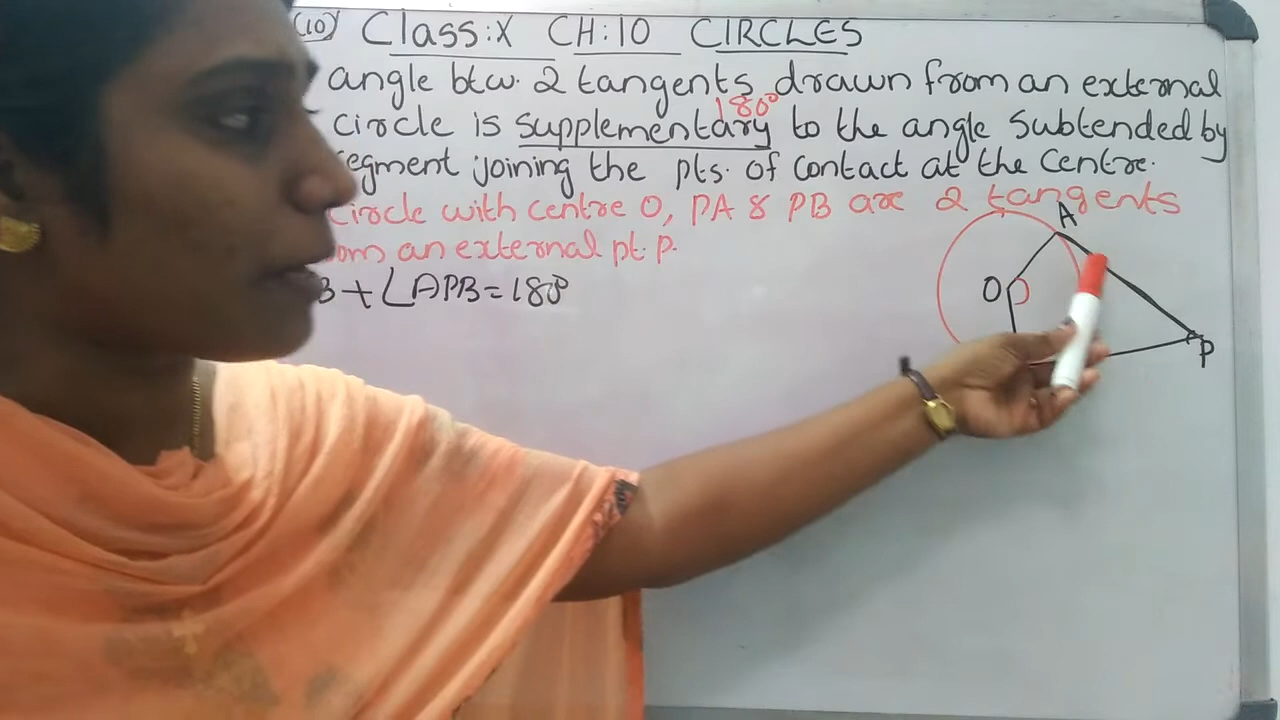 (10) Class:X CH:10 CIRCLES
angle btw. 2 tangents drawn from an external
180°
circle is supplementary to the angle subtended by
segment joining the pts. of contact at the centre.
circle with centre O, PA & PB are 2 tangents
an external pt. P.
B + ∠APB = 180°
A
O
P